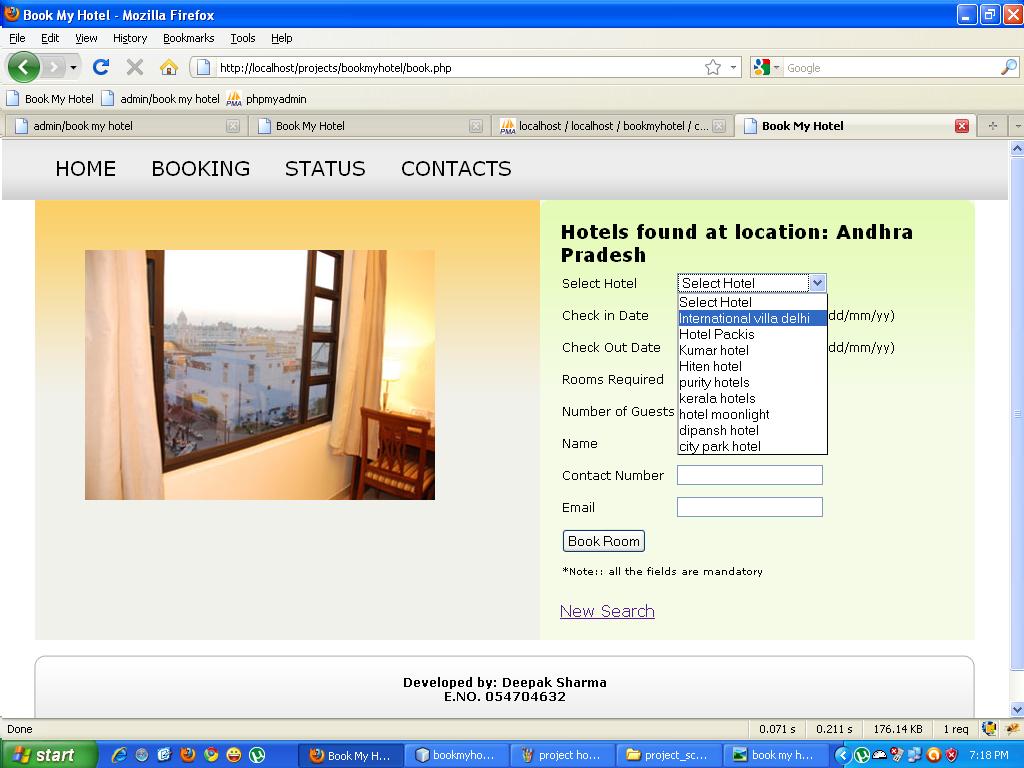 Book My Hotel - Mozilla Firefox
File Edit View History Bookmarks Tools Help
http://localhost/projects/bookmyhotel/book.php
Google
Book My Hotel admin/book my hotel PMA phpmyadmin
admin/book my hotel Book My Hotel PMA localhost / localhost / bookmyhotel / c... Book My Hotel
HOME BOOKING STATUS CONTACTS
Hotels found at location: Andhra
Pradesh
Select Hotel Select Hotel
Select Hotel
Check in Date International villa delhi dd/mm/yy)
Hotel Packis
Check Out Date Kumar hotel dd/mm/yy)
Hiten hotel
Rooms Required purity hotels
kerala hotels
Number of Guests hotel moonlight
dipansh hotel
Name city park hotel
Contact Number
Email
Book Room
*Note:: all the fields are mandatory
New Search
Developed by: Deepak Sharma
E.NO. 054704632
Done 0.071 s 0.211 s 176.14 KB 1 req
start Book My H... bookmyho... project ho... project_sc... book my h... 7:18 PM